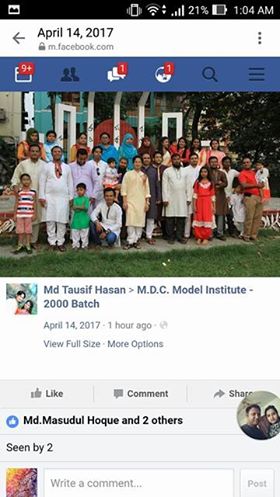 21% 1:04 AM
April 14, 2017
m.facebook.com
9+ 1 1
Md Tausif Hasan > M.D.C. Model Institute -
2000 Batch
April 14, 2017 · 1 hour ago ·
View Full Size · More Options
Like Comment Share
Md.Masudul Hoque and 2 others
Seen by 2
Write a comment... Post